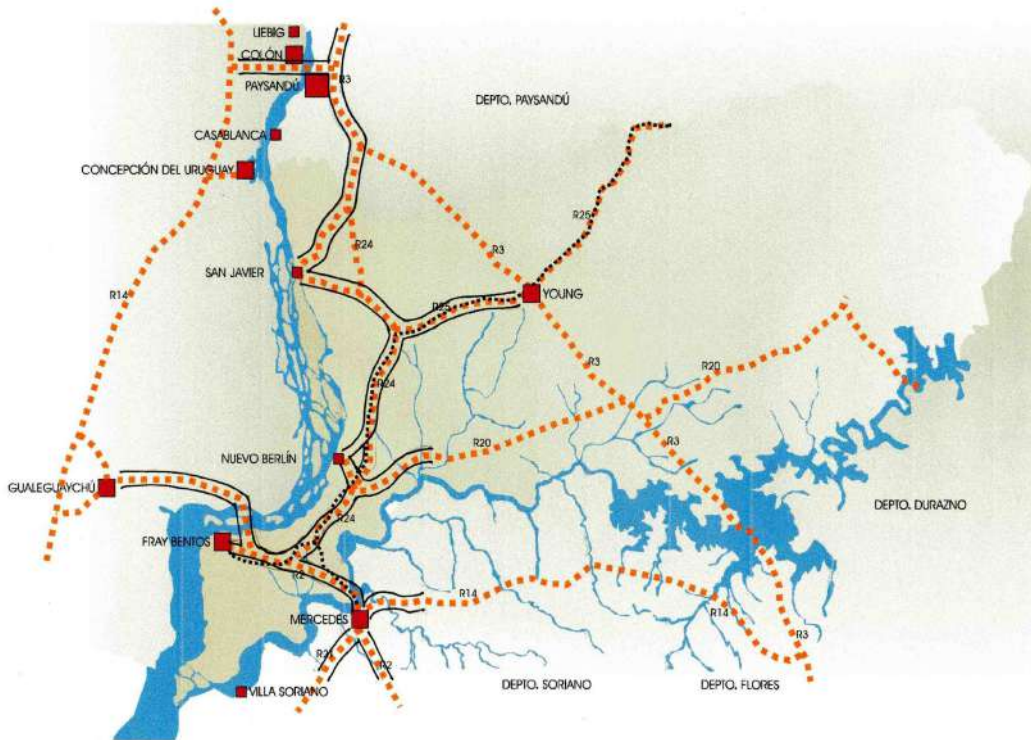 LIEBIG
COLÓN
R3
PAYSANDÚ
DEPTO. PAYSANDÚ
CASABLANCA
CONCEPCIÓN DEL URUGUAY
R25
R24
R3
SAN JAVIER
R14
YOUNG
R25
R3
R20
R24
R20
R3
NUEVO BERLÍN
GUALEGUAYCHÚ
DEPTO. DURAZNO
R24
FRAY BENTOS
R2
R14
R14
MERCEDES
R3
R21
R2
VILLA SORIANO
DEPTO. SORIANO
DEPTO. FLORES